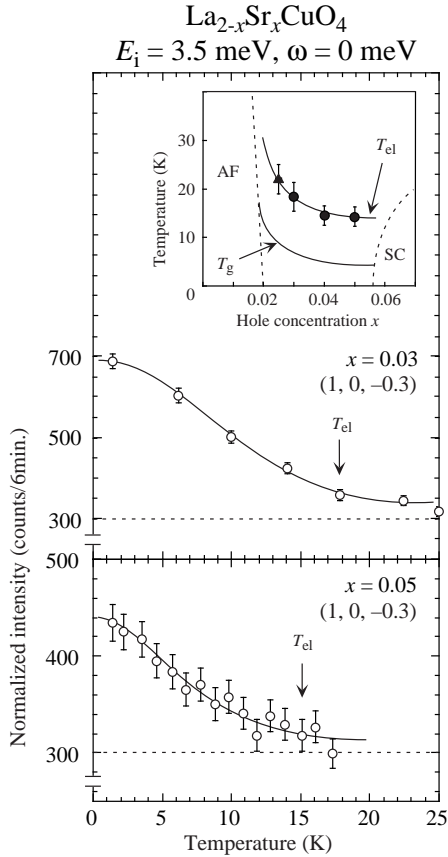 La2-xSrxCuO4
Ei = 3.5 meV, ω = 0 meV
Temperature (K)
30
20
10
0
AF
Tel
Tg
SC
0.02
0.04
0.06
Hole concentration x
Normalized intensity (counts/6min.)
700
500
300
x = 0.03
(1, 0, –0.3)
Tel
500
400
300
x = 0.05
(1, 0, –0.3)
Tel
0
5
10
15
20
25
Temperature (K)